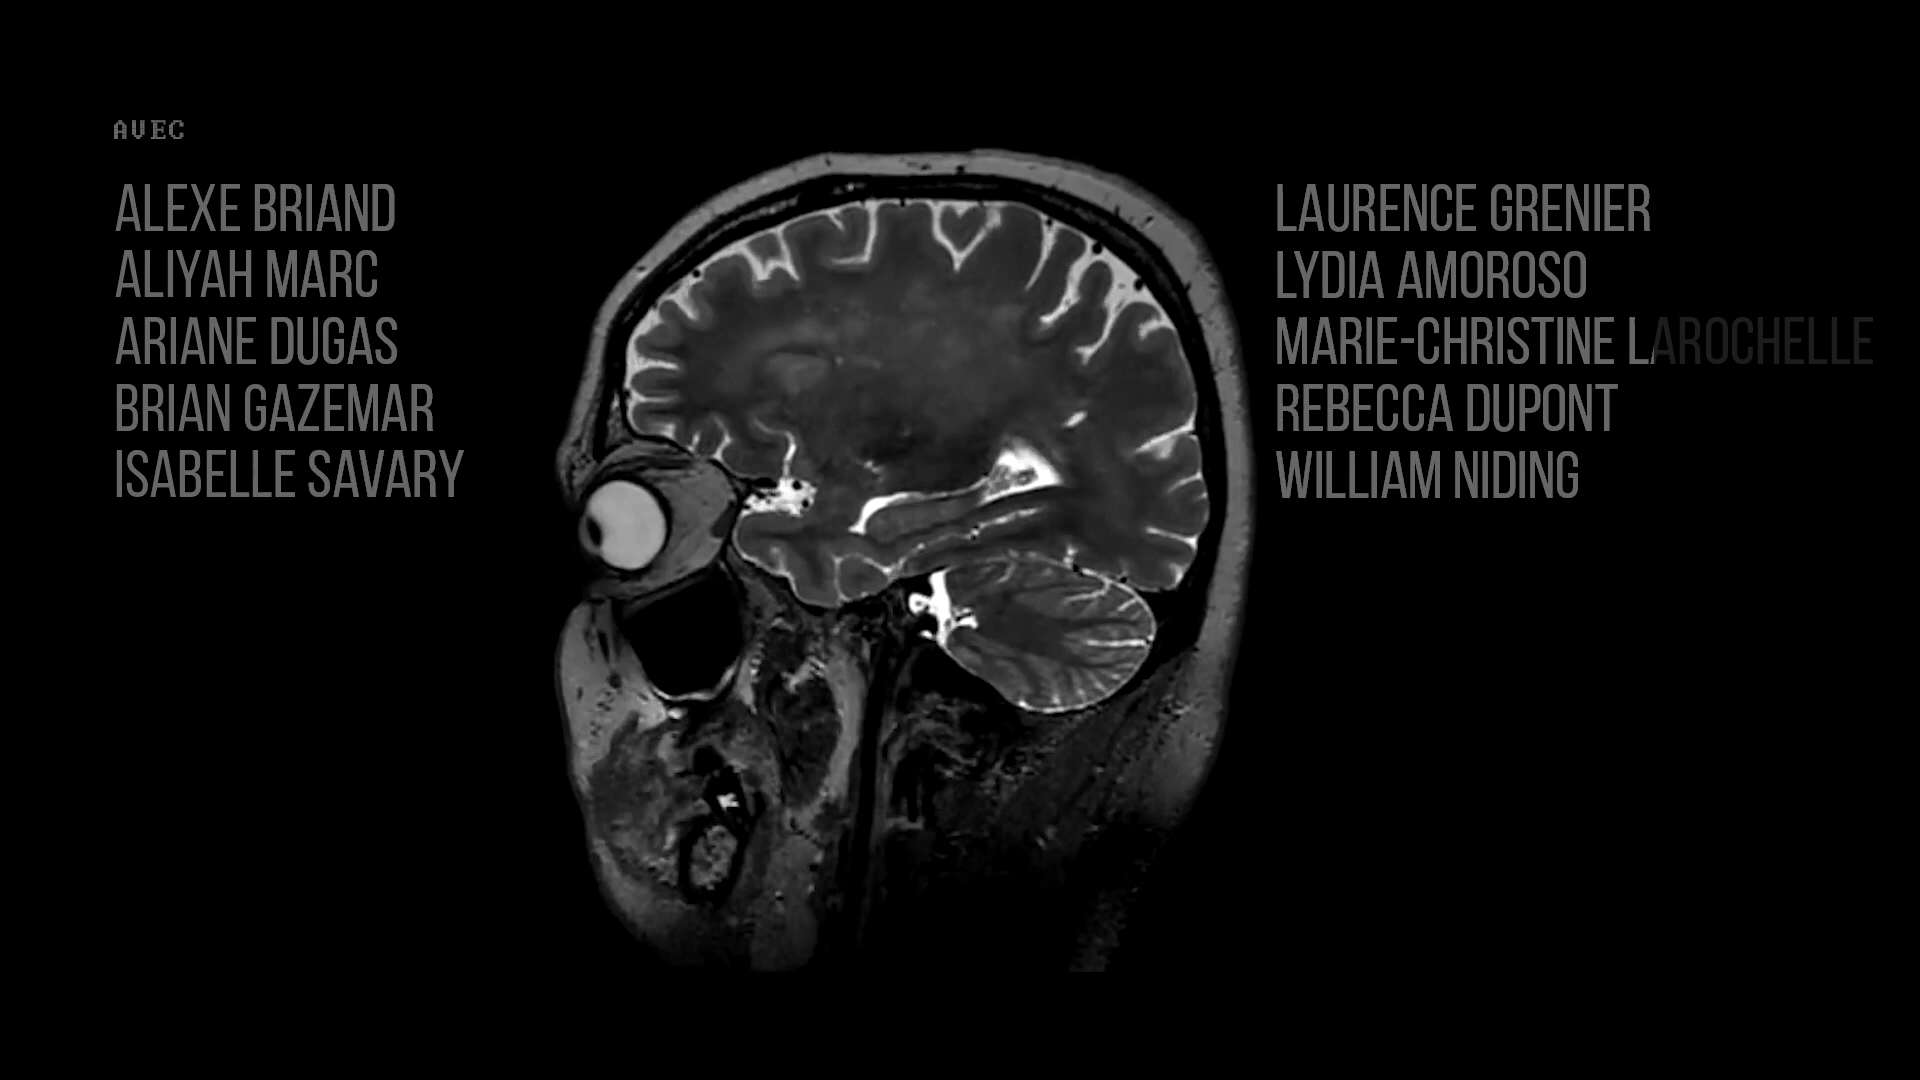 AVEC
ALEXE BRIAND
ALIYAH MARC
ARIANE DUGAS
BRIAN GAZEMAR
ISABELLE SAVARY
LAURENCE GRENIER
LYDIA AMOROSO
MARIE-CHRISTINE LAROCHELLE
REBECCA DUPONT
WILLIAM NIDING